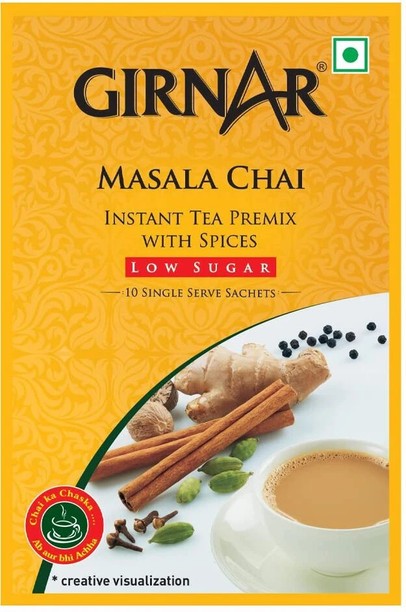 GIRNAR®
MASALA CHAI
INSTANT TEA PREMIX
WITH SPICES
LOW SUGAR
10 SINGLE SERVE SACHETS
Chai ka Chaska....
Ab aur bhi Achha
* creative visualization